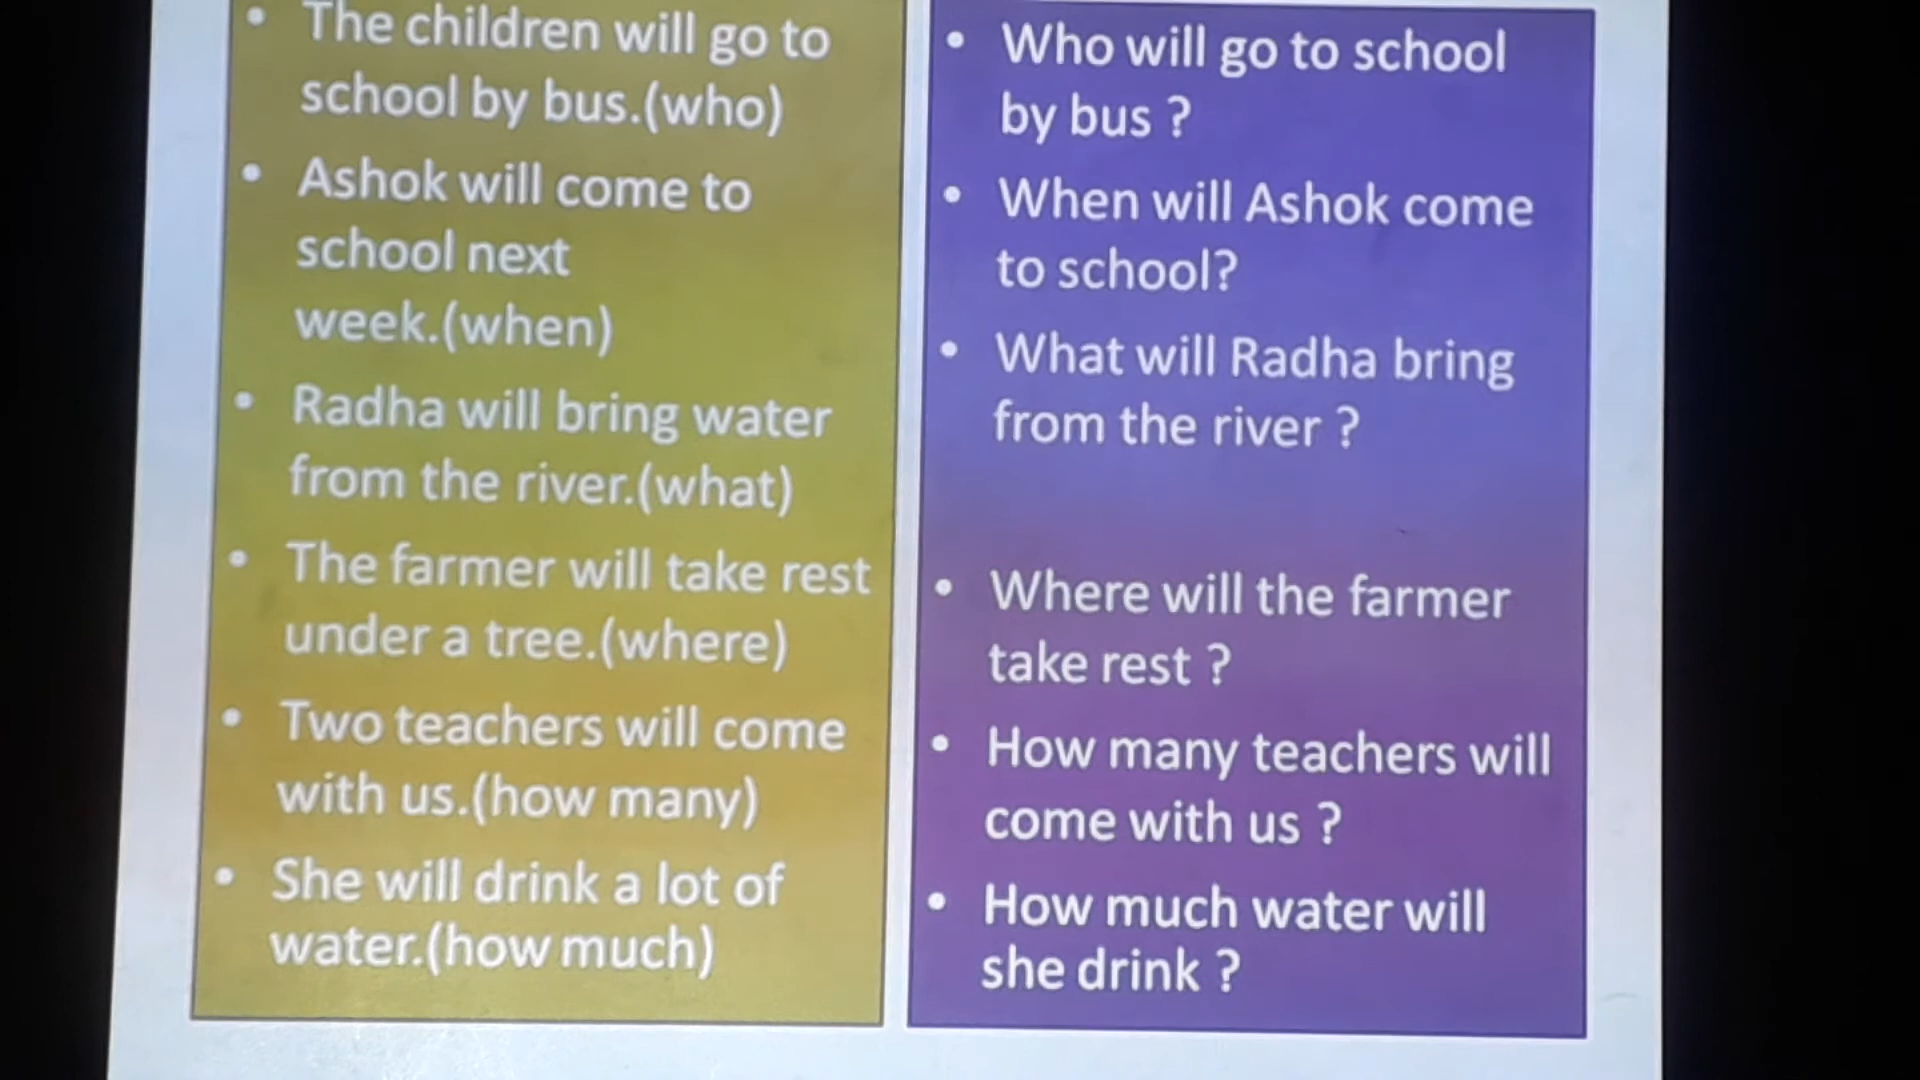 The children will go to
school by bus.(who)
Ashok will come to
school next
week.(when)
Radha will bring water
from the river.(what)
The farmer will take rest
under a tree.(where)
Two teachers will come
with us.(how many)
She will drink a lot of
water.(how much)
Who will go to school
by bus ?
When will Ashok come
to school?
What will Radha bring
from the river ?
Where will the farmer
take rest ?
How many teachers will
come with us ?
How much water will
she drink ?